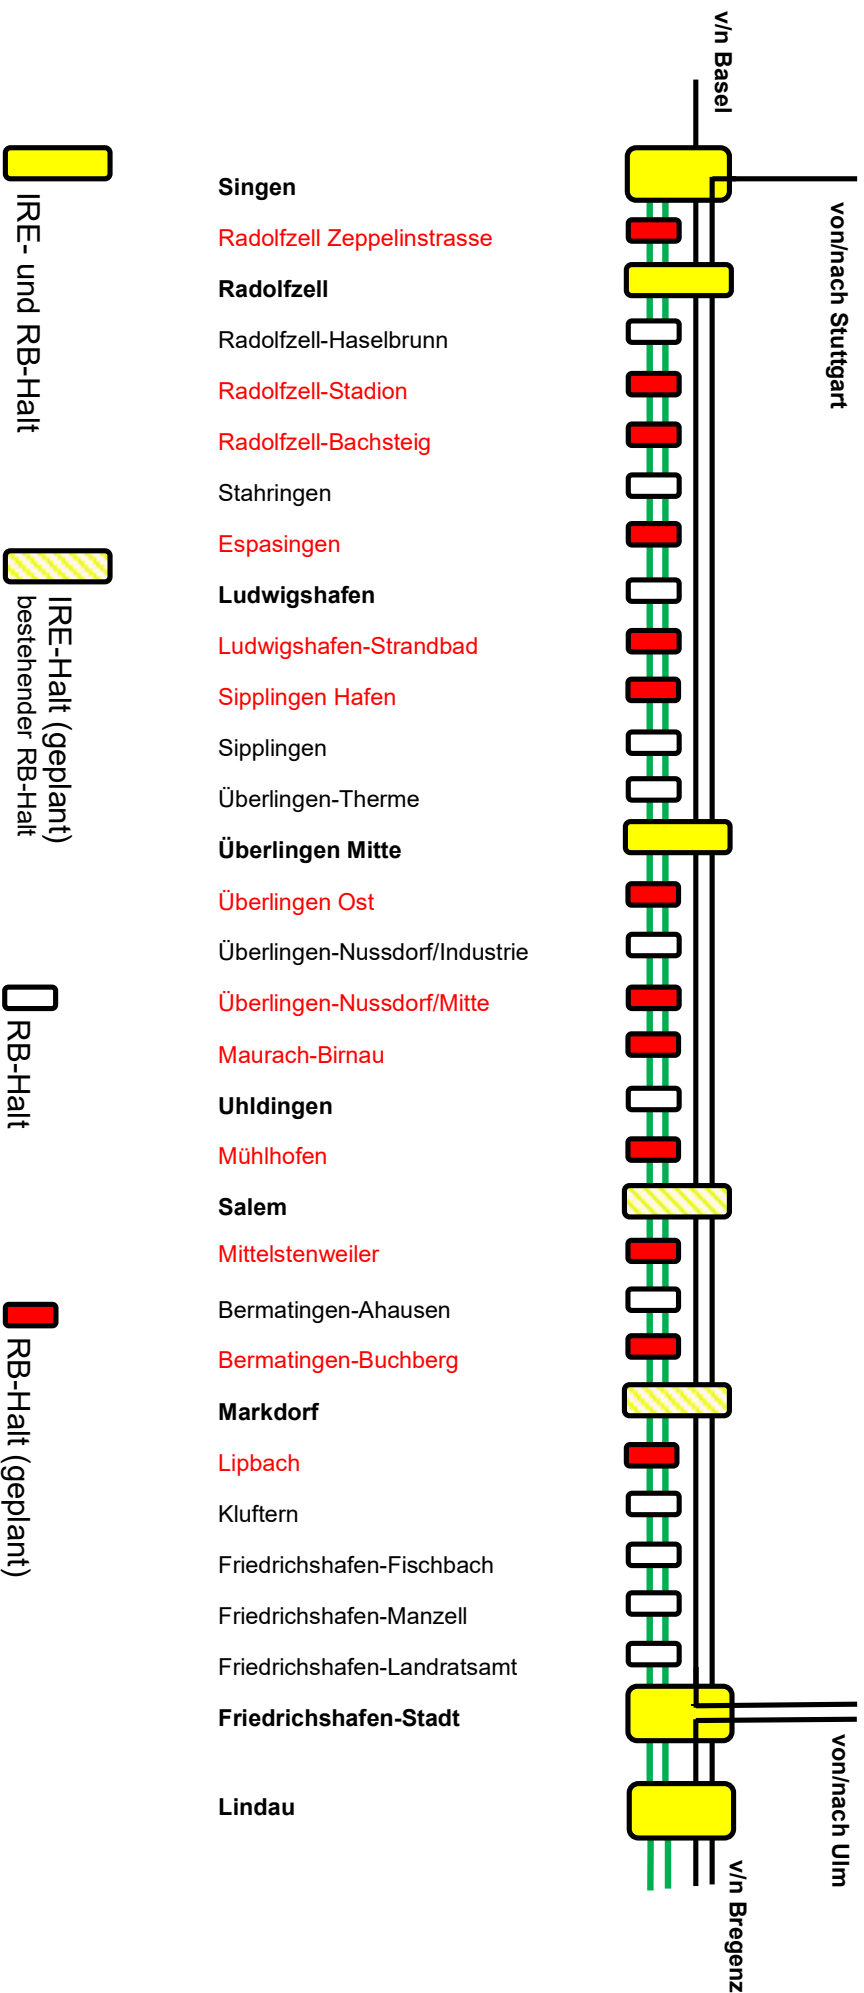 v/n Basel
von/nach Stuttgart
Singen
Radolfzell Zeppelinstrasse
Radolfzell
Radolfzell-Haselbrunn
Radolfzell-Stadion
Radolfzell-Bachsteig
Stahringen
Espasingen
Ludwigshafen
Ludwigshafen-Strandbad
Sipplingen Hafen
Sipplingen
Überlingen-Therme
Überlingen Mitte
Überlingen Ost
Überlingen-Nussdorf/Industrie
Überlingen-Nussdorf/Mitte
Maurach-Birnau
Uhldingen
Mühlhofen
Salem
Mittelstenweiler
Bermatingen-Ahausen
Bermatingen-Buchberg
Markdorf
Lipbach
Kluftern
Friedrichshafen-Fischbach
Friedrichshafen-Manzell
Friedrichshafen-Landratsamt
Friedrichshafen-Stadt
Lindau
von/nach Ulm
v/n Bregenz
IRE- und RB-Halt
IRE-Halt (geplant)
bestehender RB-Halt
RB-Halt
RB-Halt (geplant)